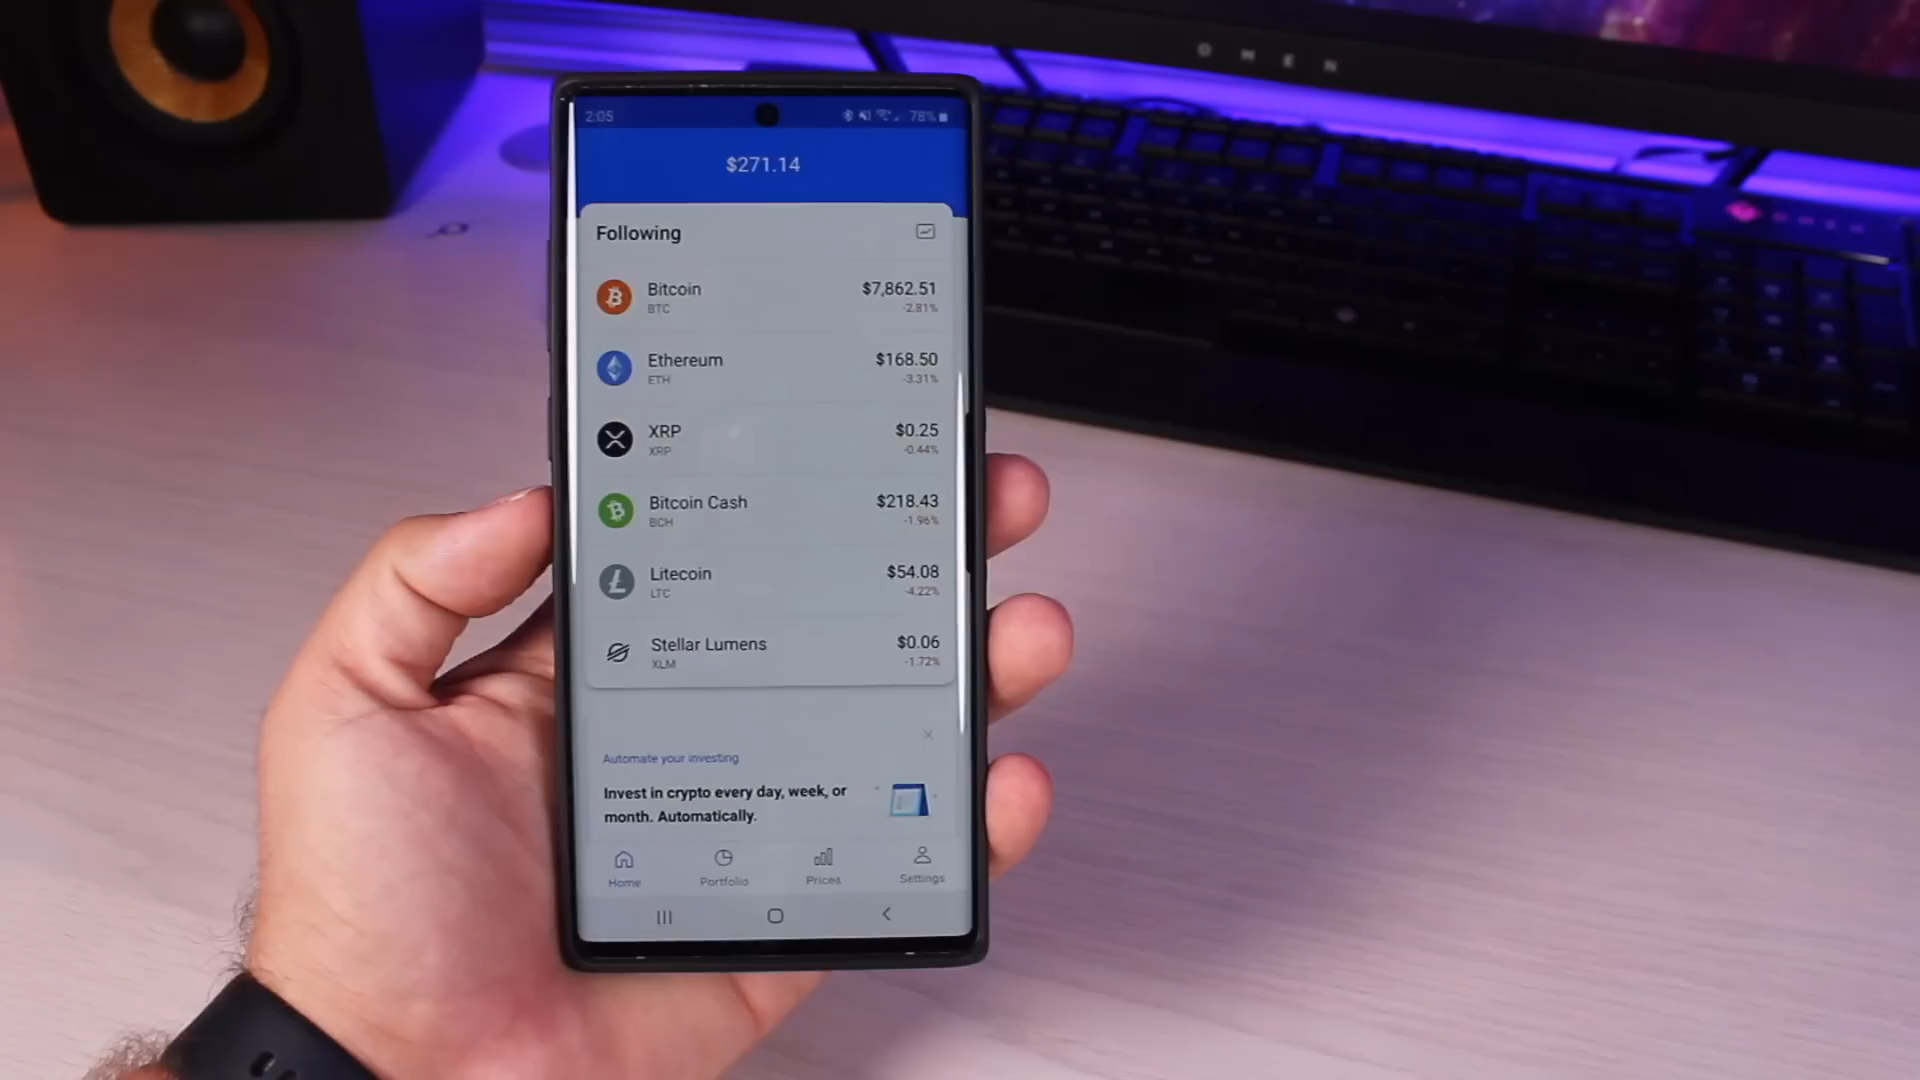 OMEN
2:05 78%
$271.14
Following
Bitcoin $7,862.51
BTC -2.81%
Ethereum $168.50
ETH -3.31%
XRP $0.25
XRP -0.44%
Bitcoin Cash $218.43
BCH -1.96%
Litecoin $54.08
LTC -4.22%
Stellar Lumens $0.06
XLM -1.72%
Automate your investing
Invest in crypto every day, week, or
month. Automatically.
Home Portfolio Prices Settings